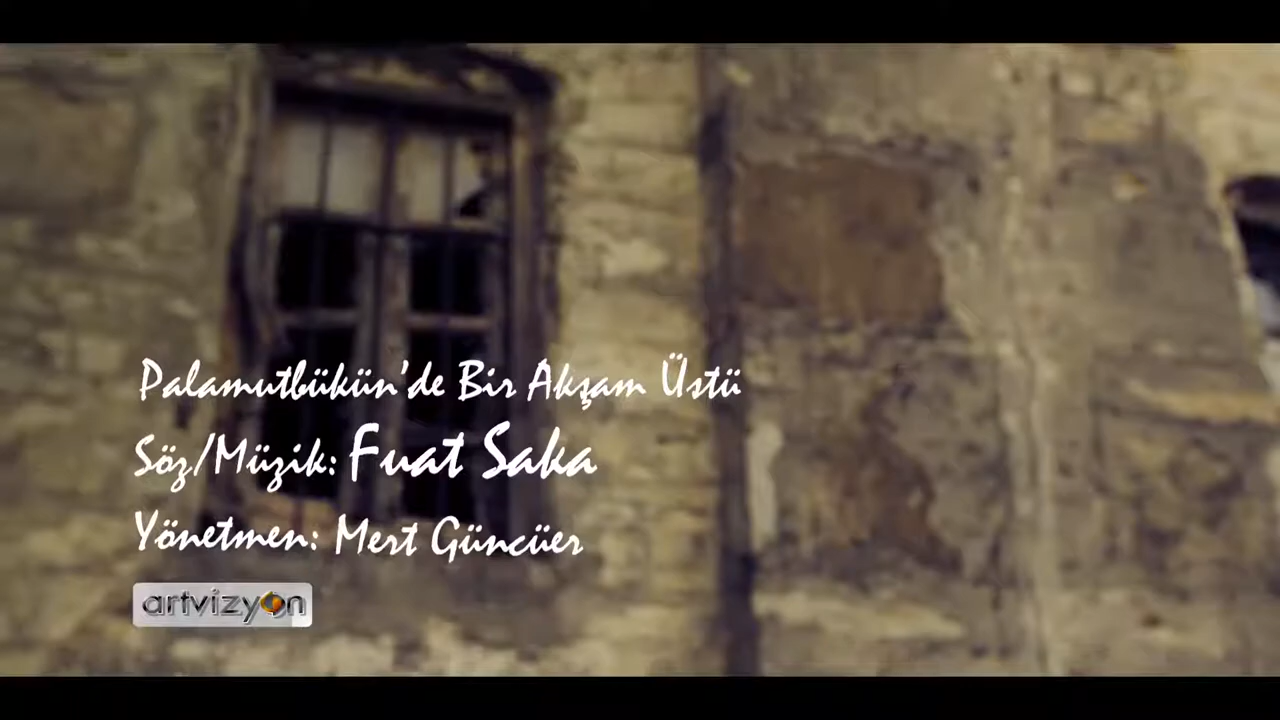 Palamutbükün'de Bir Akşam Üstü
Söz/Müzik: Fuat Saka
Yönetmen: Mert Güncüer
artvizyon